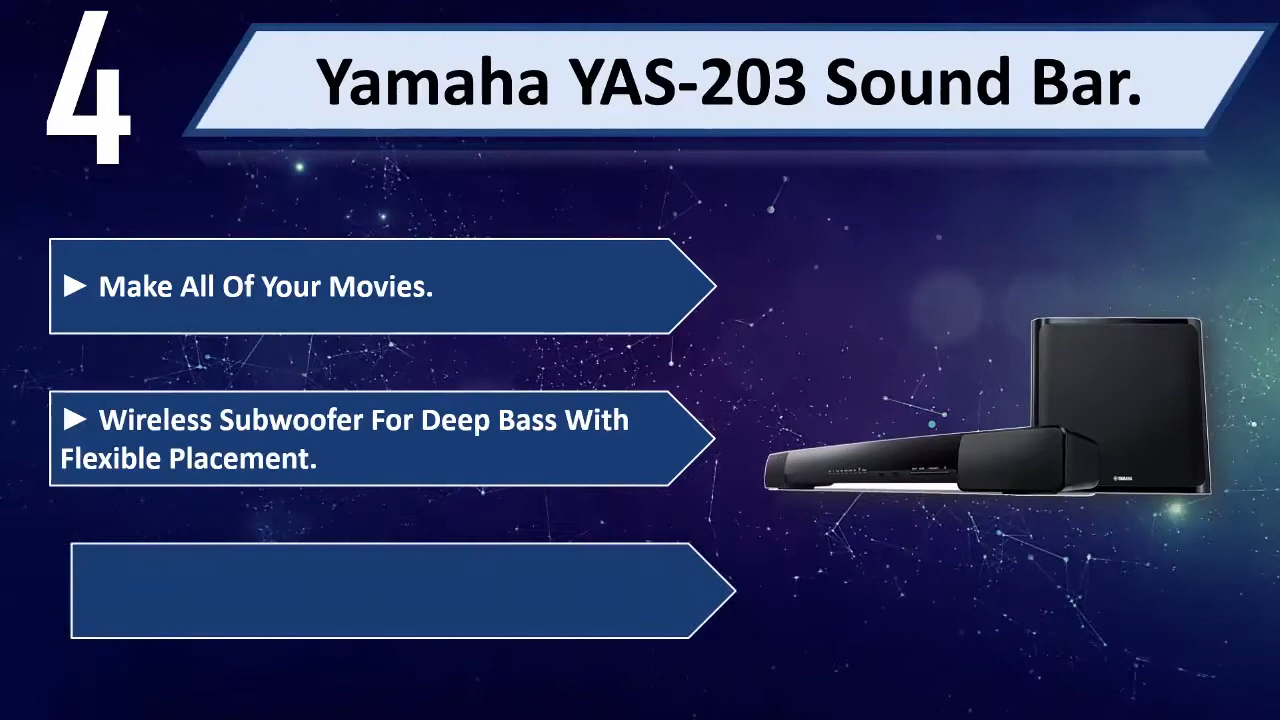 4
Yamaha YAS-203 Sound Bar.
► Make All Of Your Movies.
► Wireless Subwoofer For Deep Bass With
Flexible Placement.
YAMAHA